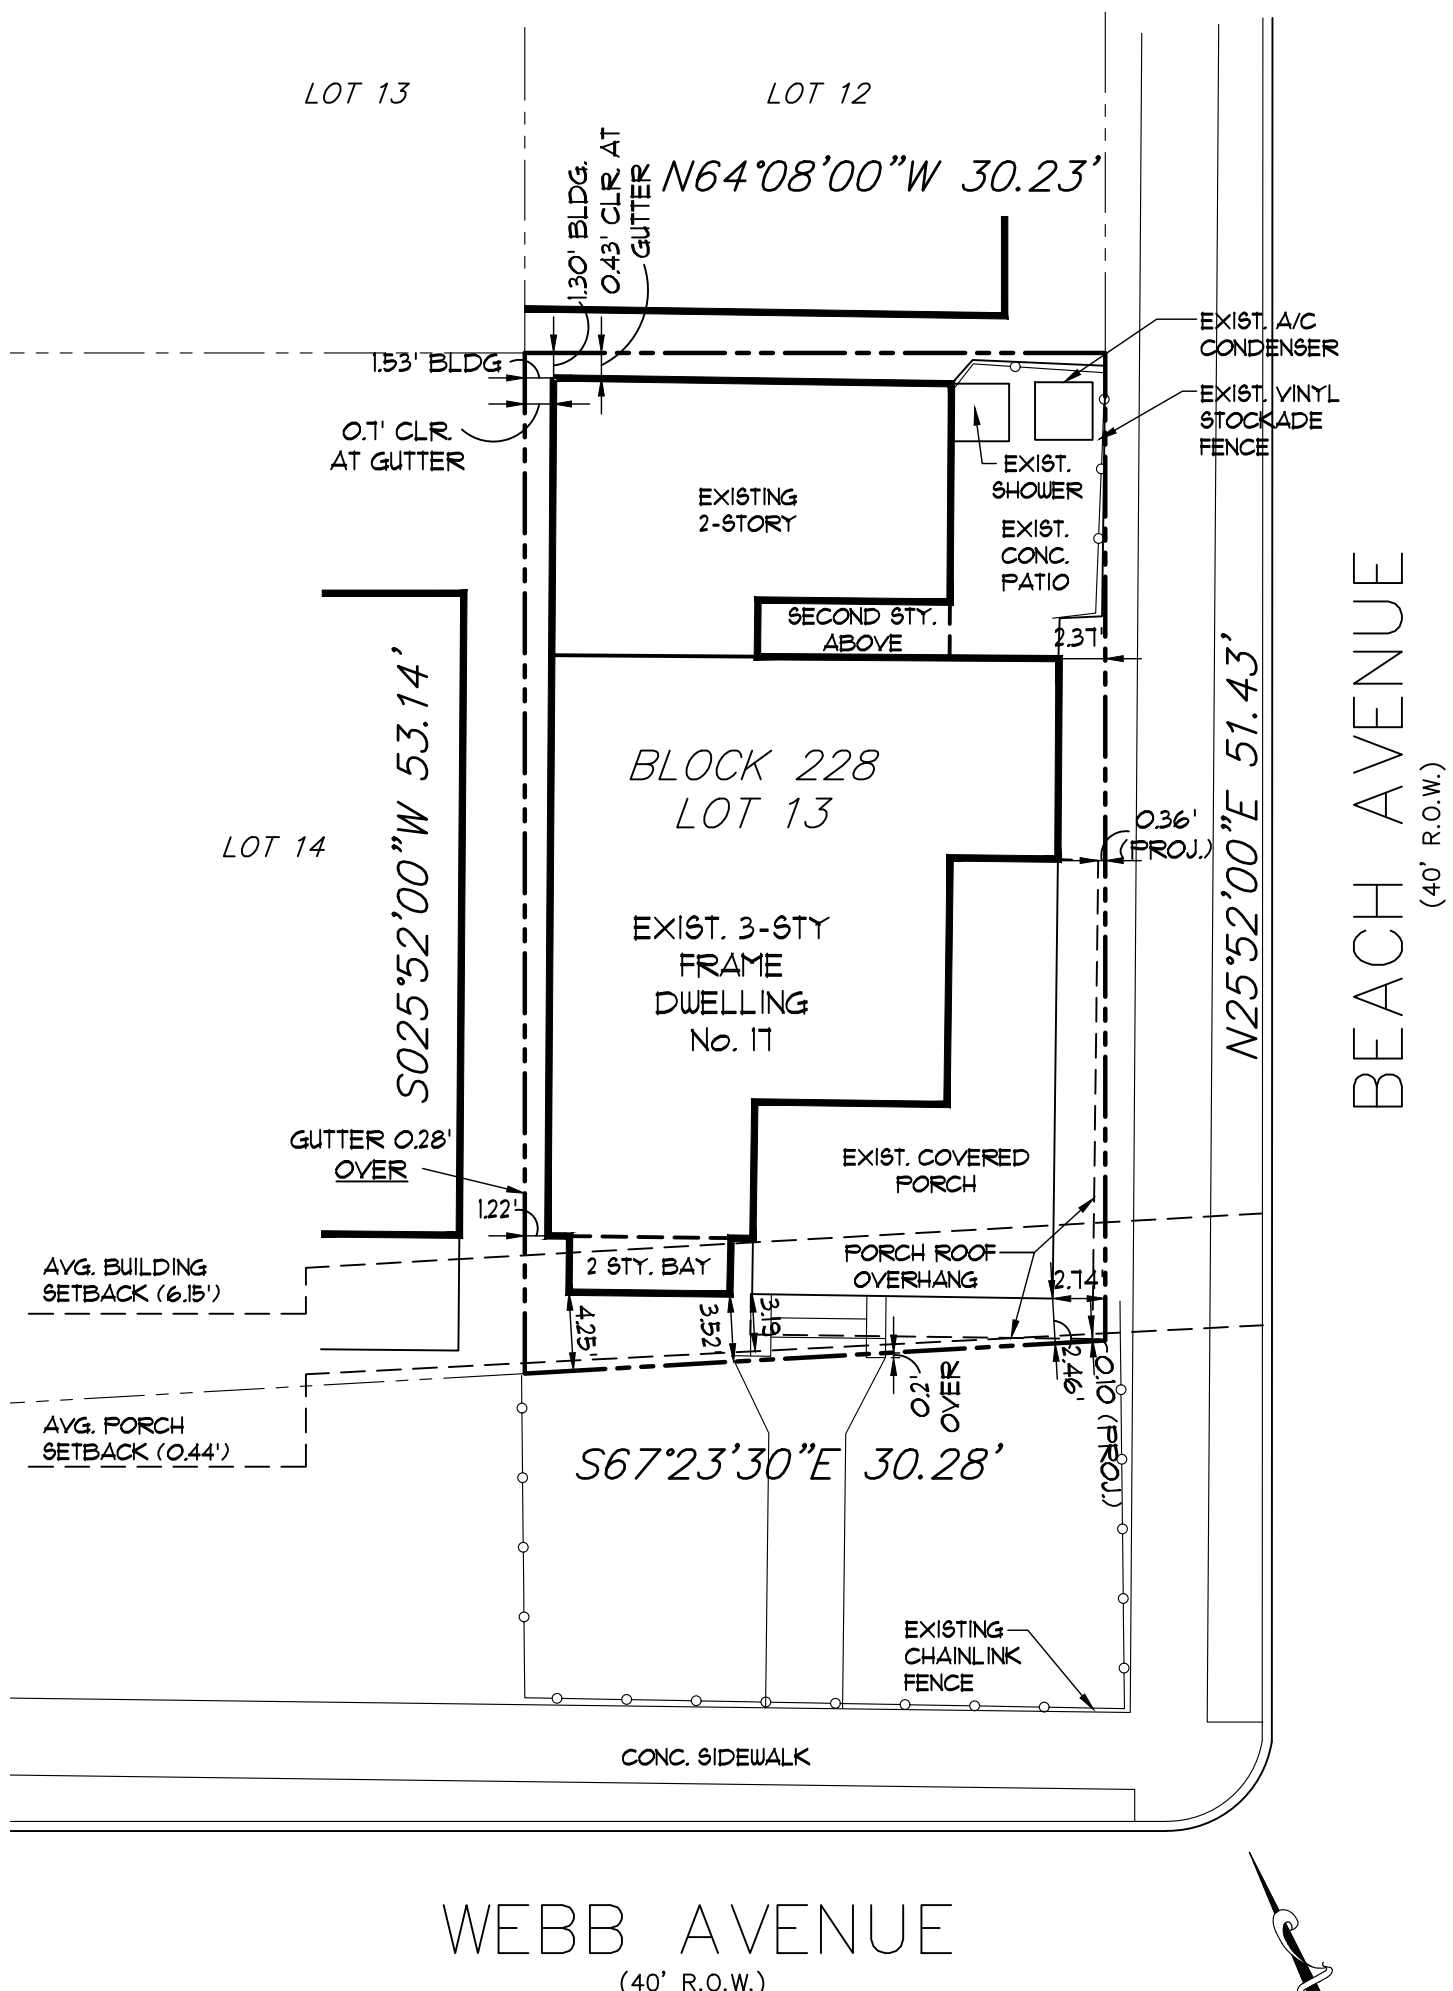 LOT 13
LOT 12
N64°08'00"W 30.23'
1.30' BLDG.
0.43' CLR. AT
GUTTER
EXIST. A/C
CONDENSER
1.53' BLDG
EXIST. VINYL
STOCKADE
FENCE
0.7' CLR.
AT GUTTER
EXIST.
SHOWER
EXISTING
2-STORY
EXIST.
CONC.
PATIO
SECOND STY.
ABOVE
2.37'
S025°52'00"W 53.14'
N25°52'00"E 51.43'
BEACH AVENUE
(40' R.O.W.)
BLOCK 228
LOT 13
0.36'
(PROJ.)
LOT 14
EXIST. 3-STY
FRAME
DWELLING
No. 17
GUTTER 0.28'
OVER
EXIST. COVERED
PORCH
1.22'
AVG. BUILDING
SETBACK (6.15')
2 STY. BAY
PORCH ROOF
OVERHANG
2.74'
4.25'
3.52'
3.19'
0.2'
OVER
2.46'
0.10 (PROJ.)
AVG. PORCH
SETBACK (0.44')
S67°23'30"E 30.28'
EXISTING
CHAINLINK
FENCE
CONC. SIDEWALK
WEBB AVENUE
(40' R.O.W.)